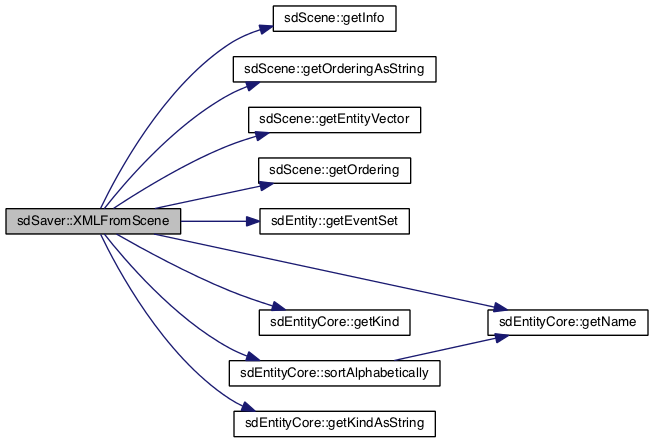 sdScene::getInfo
sdScene::getOrderingAsString
sdScene::getEntityVector
sdScene::getOrdering
sdSaver::XMLFromScene
sdEntity::getEventSet
sdEntityCore::getKind
sdEntityCore::getName
sdEntityCore::sortAlphabetically
sdEntityCore::getKindAsString